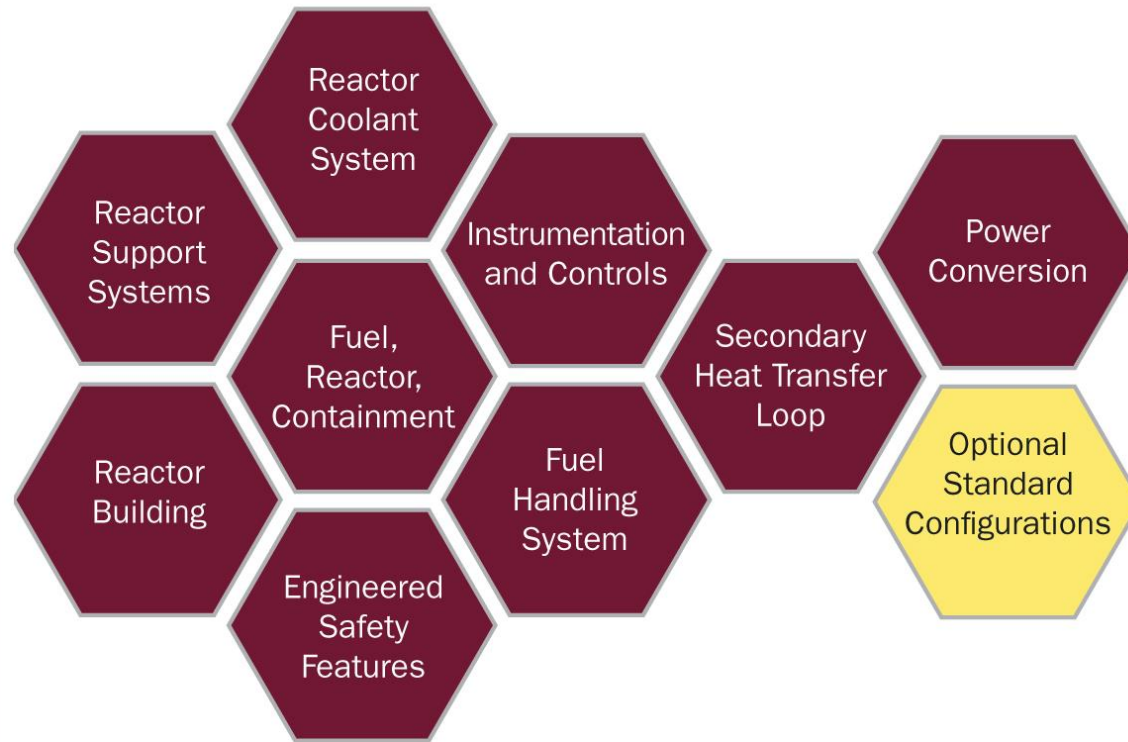 Reactor
Coolant
System
Reactor
Support
Systems
Instrumentation
and Controls
Power
Conversion
Fuel,
Reactor,
Containment
Secondary
Heat Transfer
Loop
Reactor
Building
Fuel
Handling
System
Optional
Standard
Configurations
Engineered
Safety
Features